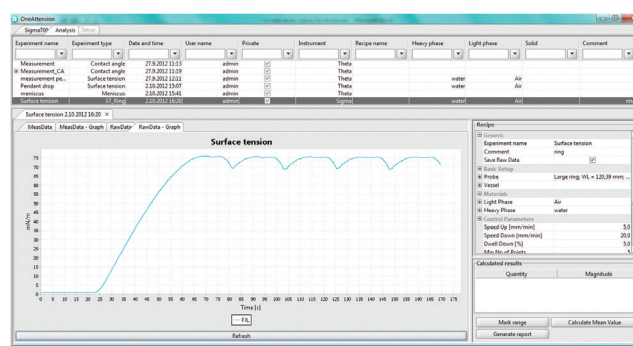 OneAttension
Sigma700 Analysis Setup
Experiment name Experiment type Date and time User name Private Instrument Recipe name Heavy phase Light phase Solid Comment
Measurement Contact angle 27.9.2012 11:13 admin Theta
Measurement_CA Contact angle 27.9.2012 11:19 admin Theta
measurement pe... Surface tension 27.9.2012 12:11 admin Theta water Air
Pendant drop Surface tension 2.10.2012 15:07 admin Theta water Air
meniscus Meniscus 2.10.2012 15:41 admin Theta
Surface tension ST_Ring 2.10.2012 16:20 admin Sigma water Air rin
Surface tension 2.10.2012 16:20
MeasData MeasData - Graph RawData RawData - Graph
Surface tension
mN/m
75
70
65
60
55
50
45
40
35
30
25
20
15
10
5
0
0 5 10 15 20 25 30 35 40 45 50 55 60 65 70 75 80 85 90 95 100 105 110 115 120 125 130 135 140 145 150 155 160 165 170 175
Time [s]
F/L
Refresh
Recipe
Generic
Experiment name Surface tension
Comment ring
Save Raw Data
Basic Setup
Probe Large ring; WL = 120,39 mm; ...
Vessel
Materials
Light Phase Air
Heavy Phase water
Control Parameters
Speed Up [mm/min] 5,0
Speed Down [mm/min] 20,0
Dwell Down [%] 5,0
Min No of Points 5
Calculated results
Quantity Magnitude
Mark range Calculate Mean Value
Generate report